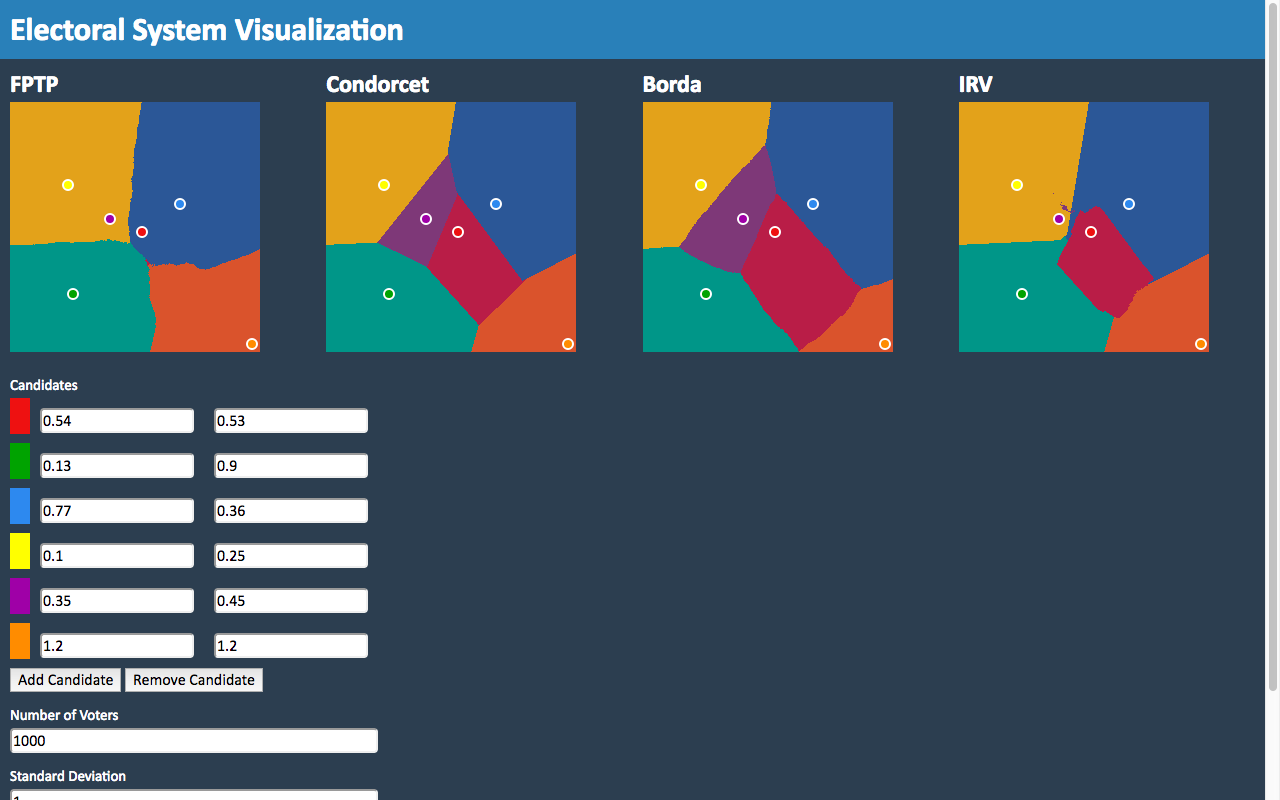 Electoral System Visualization
FPTP Condorcet Borda IRV
Candidates
0.54 0.53
0.13 0.9
0.77 0.36
0.1 0.25
0.35 0.45
1.2 1.2
Add Candidate Remove Candidate
Number of Voters
1000
Standard Deviation